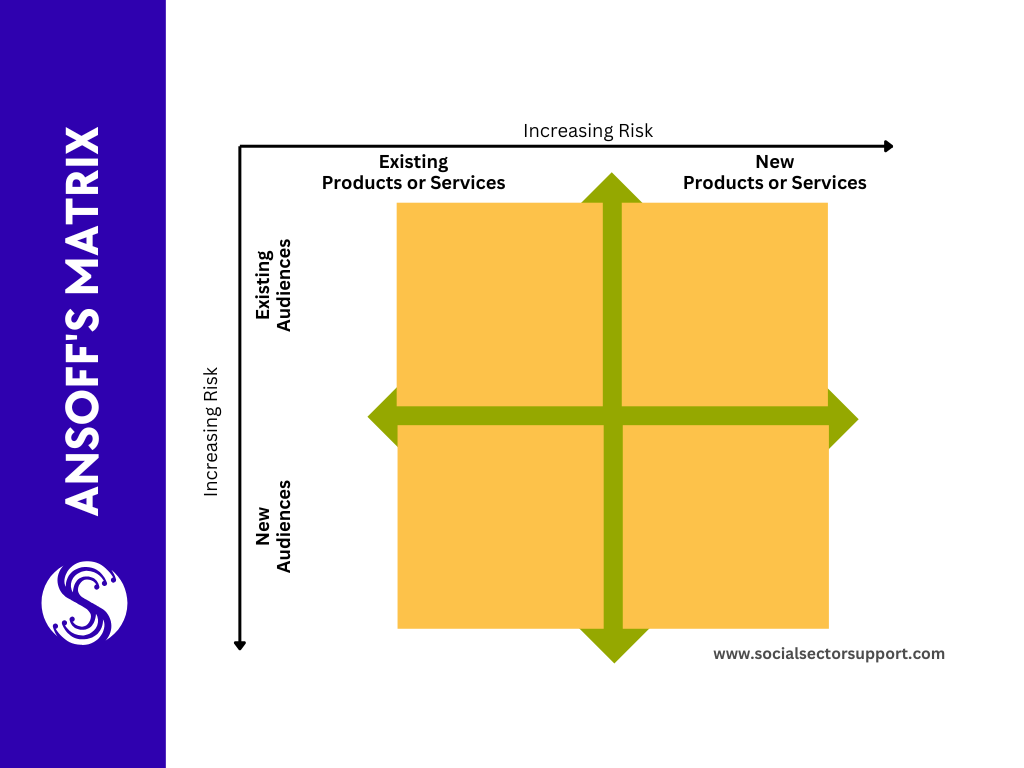 ANSOFF'S MATRIX
Increasing Risk
Existing
Products or Services
New
Products or Services
Existing
Audiences
Increasing Risk
New
Audiences
www.socialsectorsupport.com